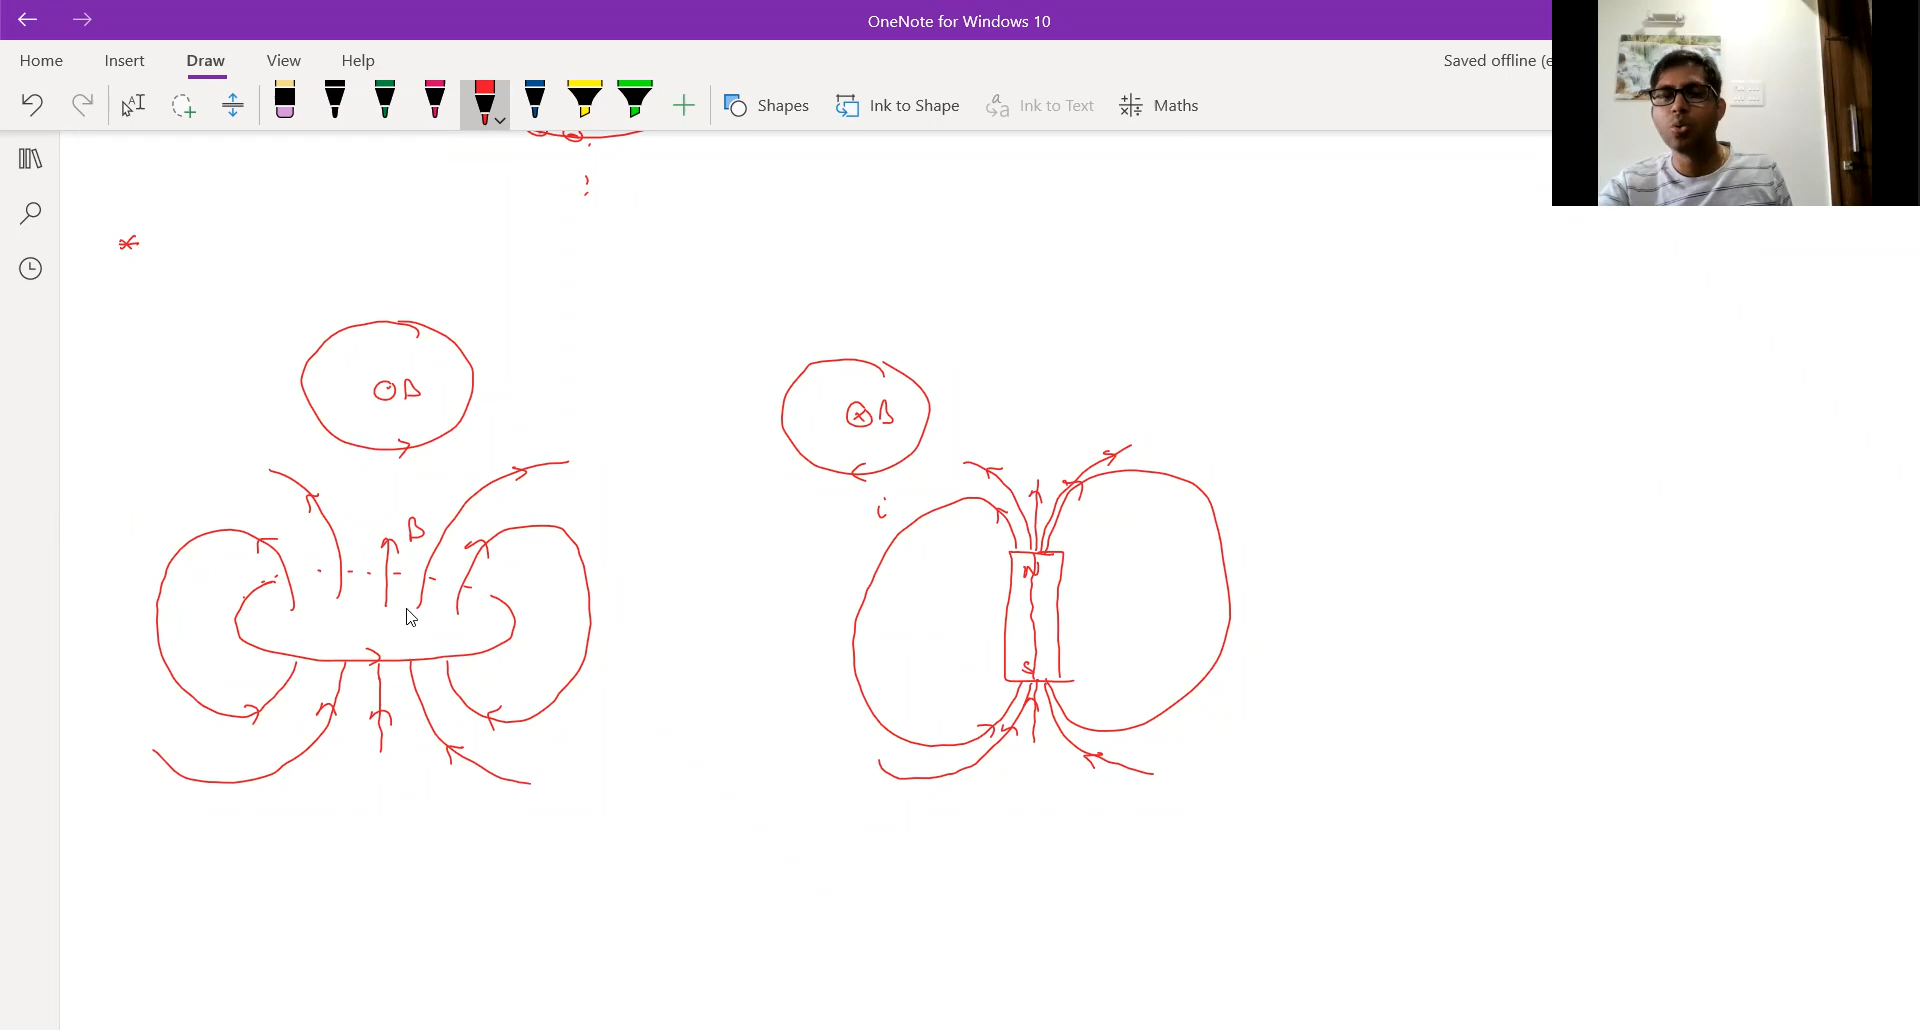 OneNote for Windows 10
Home Insert Draw View Help
Saved offline (e
Shapes Ink to Shape Ink to Text Maths
B
B
i
B
N
S